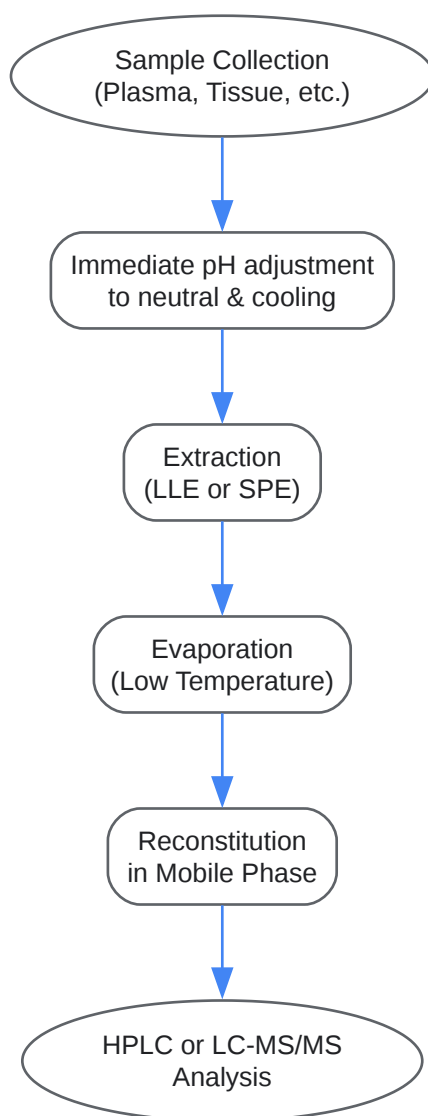 Sample Collection
(Plasma, Tissue, etc.)
Immediate pH adjustment
to neutral & cooling
Extraction
(LLE or SPE)
Evaporation
(Low Temperature)
Reconstitution
in Mobile Phase
HPLC or LC-MS/MS
Analysis